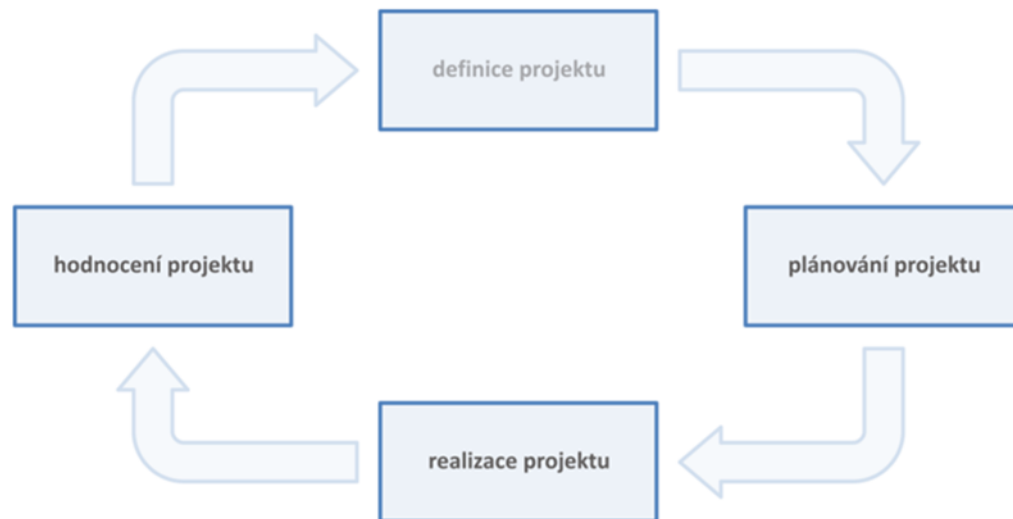 definice projektu
hodnocení projektu
plánování projektu
realizace projektu